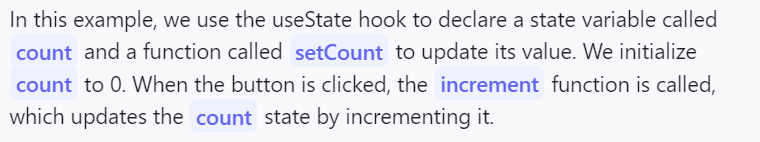 In this example, we use the useState hook to declare a state variable called
count and a function called setCount to update its value. We initialize
count to 0. When the button is clicked, the increment function is called,
which updates the count state by incrementing it.